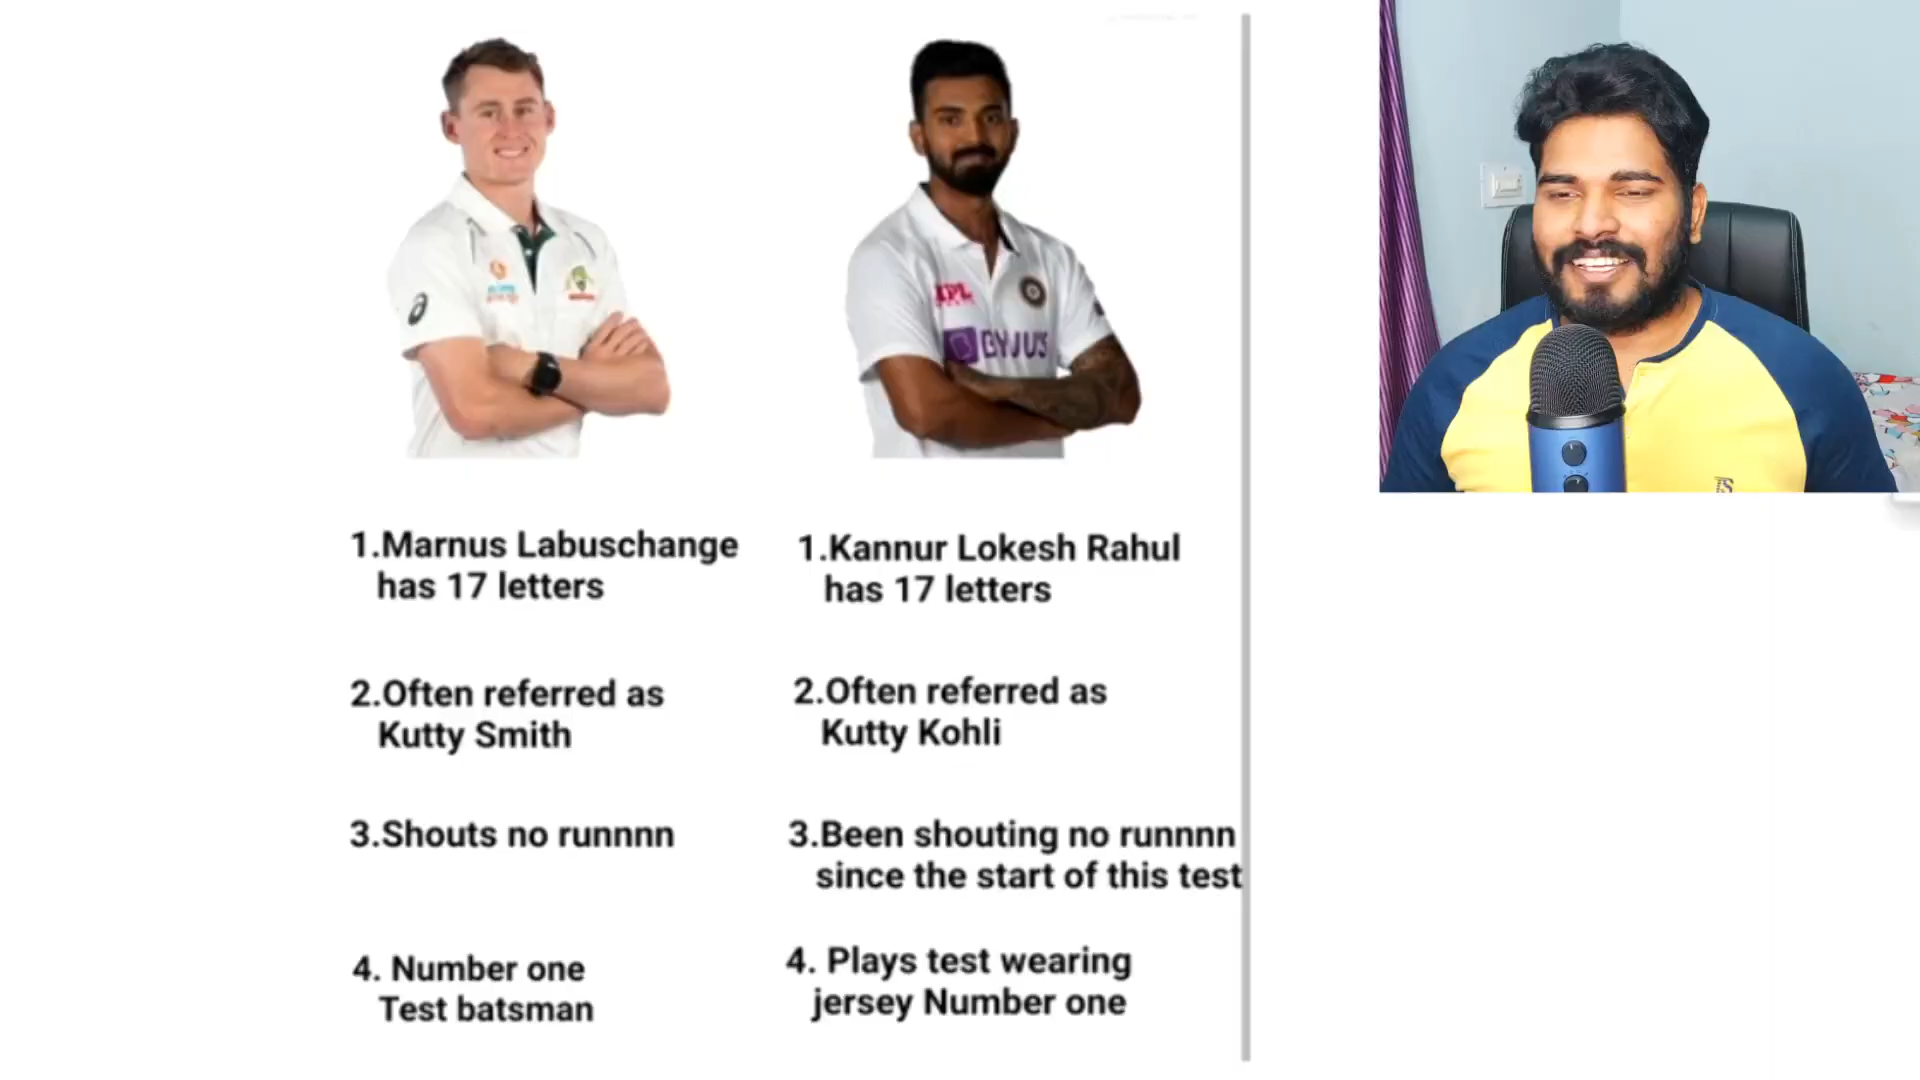 IPL
BYJU'S
1.Marnus Labuschange
has 17 letters
2.Often referred as
Kutty Smith
3.Shouts no runnnn
4. Number one
Test batsman
1.Kannur Lokesh Rahul
has 17 letters
2.Often referred as
Kutty Kohli
3.Been shouting no runnnn
since the start of this test
4. Plays test wearing
jersey Number one